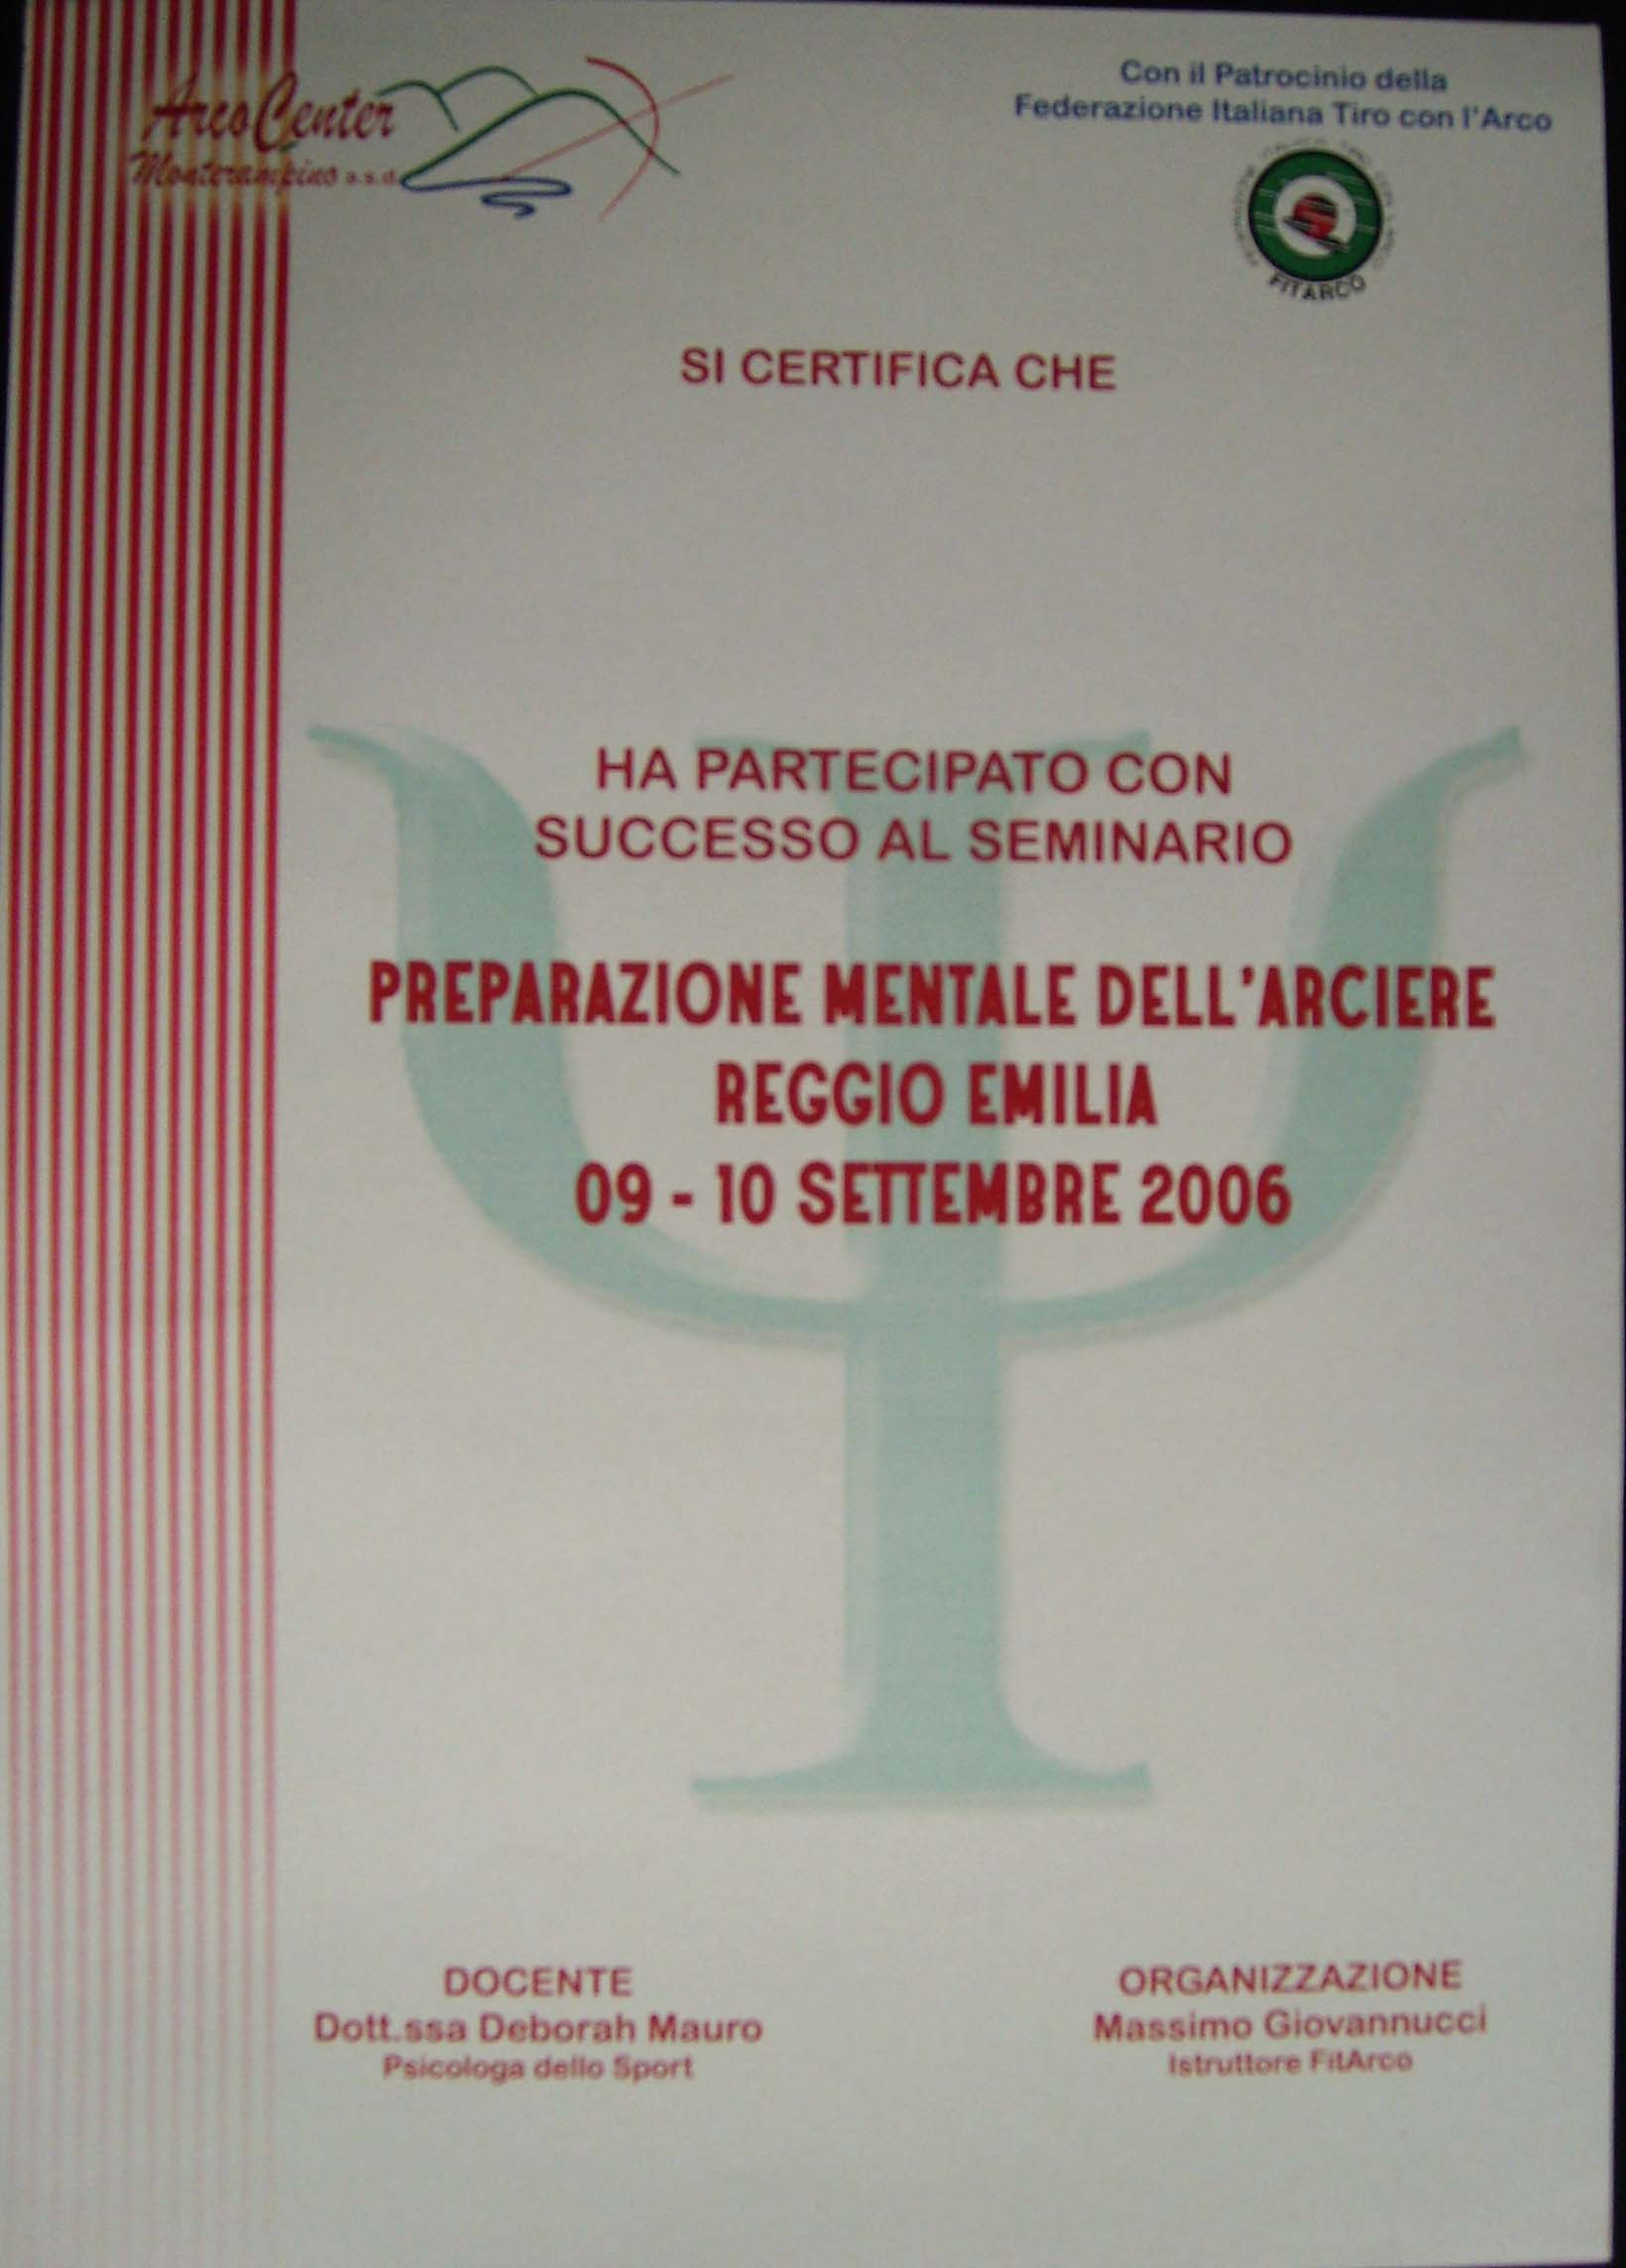 ArcoCenter
Monterampino a.s.d.
Con il Patrocinio della
Federazione Italiana Tiro con l'Arco
FITARCO
SI CERTIFICA CHE
HA PARTECIPATO CON
SUCCESSO AL SEMINARIO
PREPARAZIONE MENTALE DELL'ARCIERE
REGGIO EMILIA
09 - 10 SETTEMBRE 2006
DOCENTE
Dott.ssa Deborah Mauro
Psicologa dello Sport
ORGANIZZAZIONE
Massimo Giovannucci
Istruttore FitArco